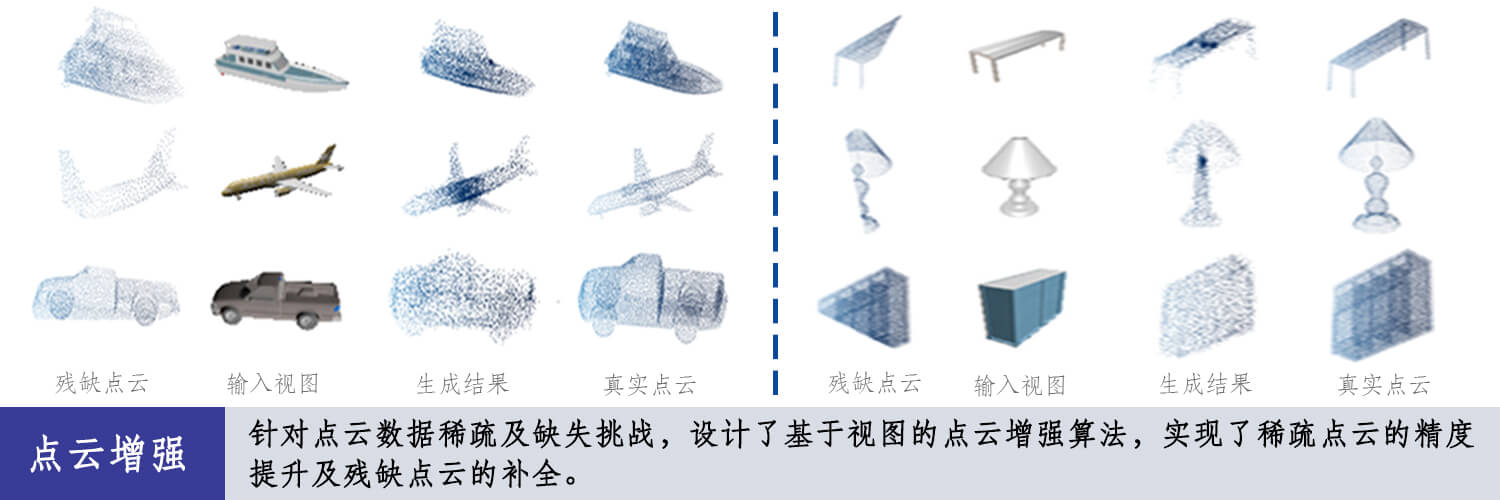 残缺点云 输入视图 生成结果 真实点云 残缺点云 输入视图 生成结果 真实点云
点云增强
针对点云数据稀疏及缺失挑战，设计了基于视图的点云增强算法，实现了稀疏点云的精度
提升及残缺点云的补全。